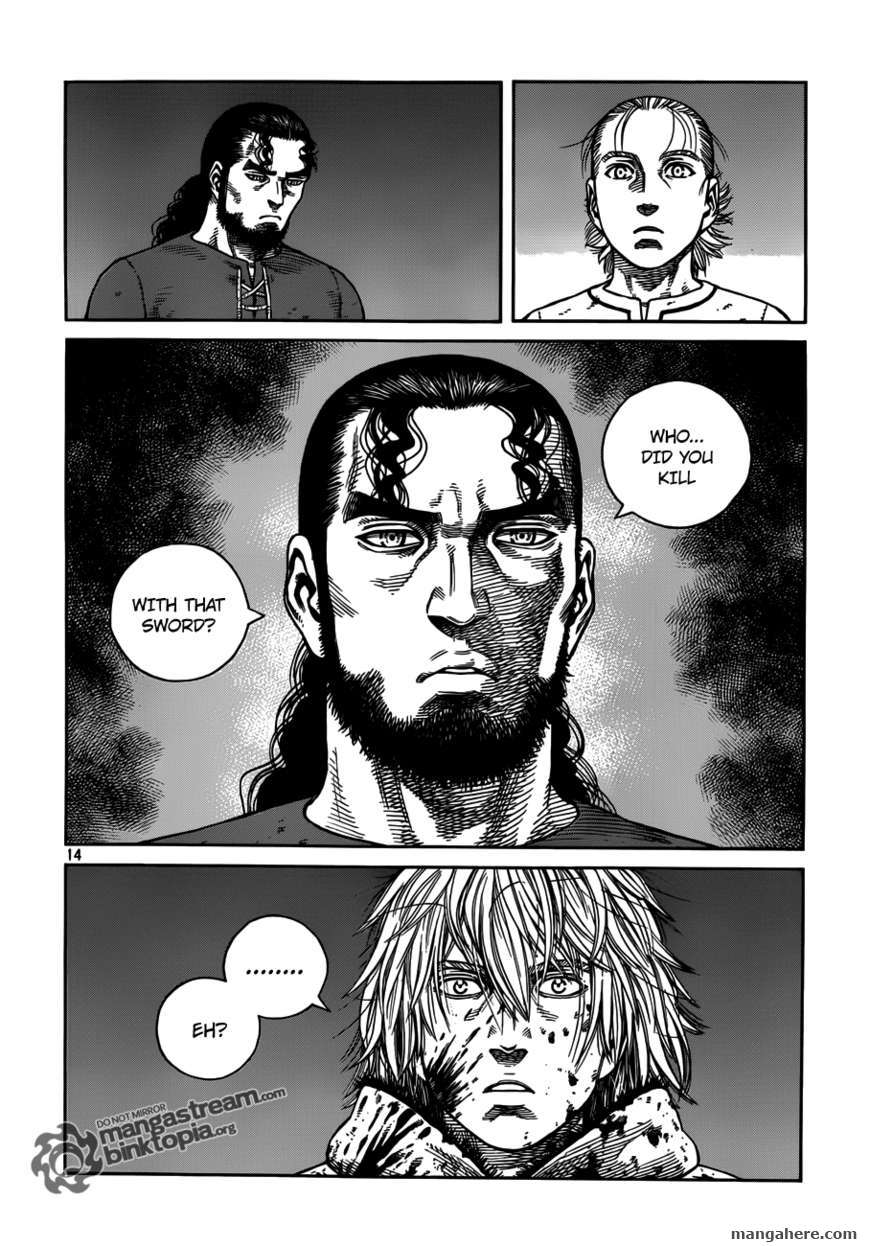 WHO...
DID YOU
KILL
WITH THAT
SWORD?
14
.........
EH?
DO NOT MIRROR
mangastream.com
binktopia.org
mangahere.com